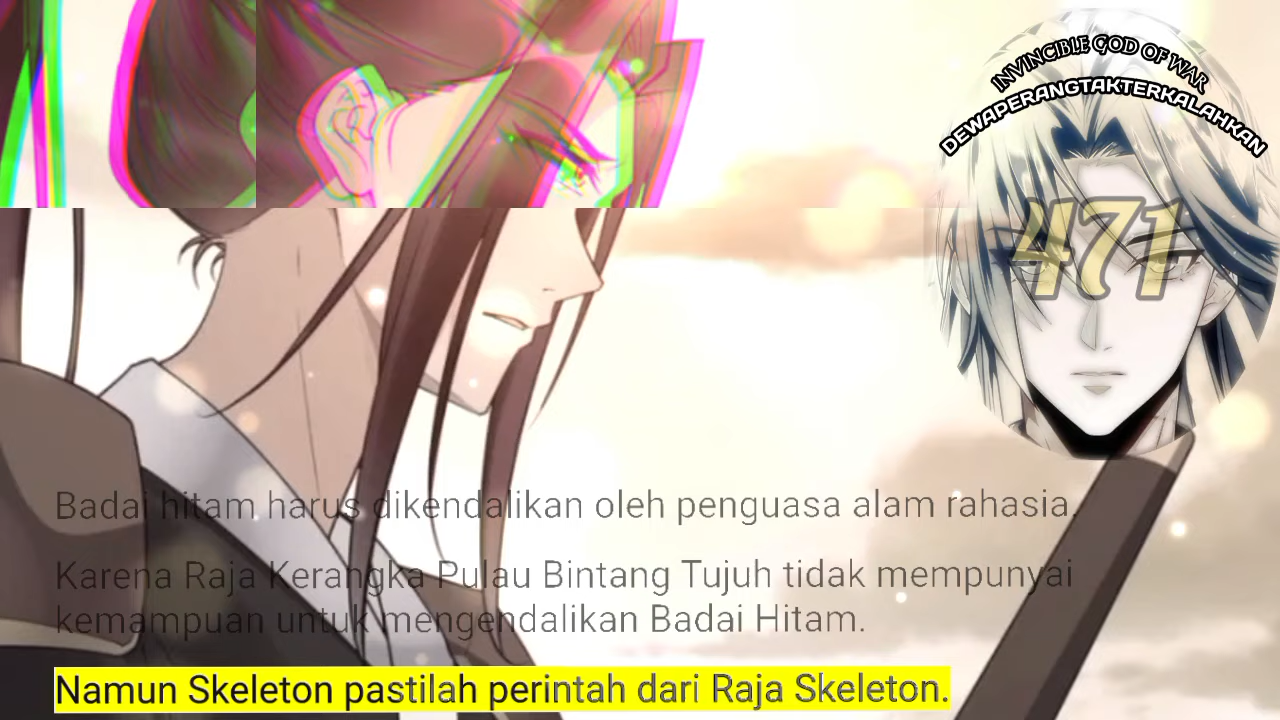 INVINCIBLE GOD OF WAR
DEWAPERANGTAKTERKALAHKAN
471
Badai hitam harus dikendalikan oleh penguasa alam rahasia.
Karena Raja Kerangka Pulau Bintang Tujuh tidak mempunyai
kemampuan untuk mengendalikan Badai Hitam.
Namun Skeleton pastilah perintah dari Raja Skeleton.